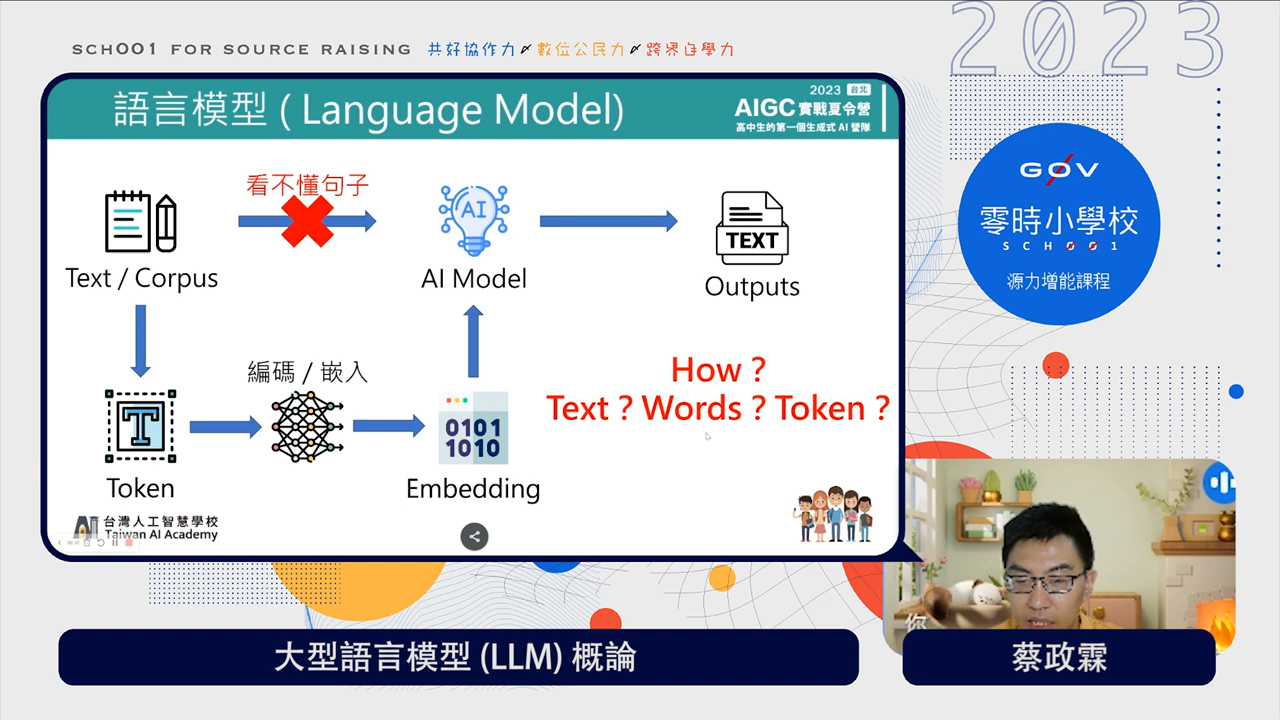 SCH001 FOR SOURCE RAISING 共好協作力 數位公民力 跨界自學力
2023
語言模型 ( Language Model)
2023 台北
AIGC 實戰夏令營
高中生的第一個生成式 AI 營隊
看不懂句子
AI
TEXT
Text / Corpus
AI Model
Outputs
編碼 / 嵌入
How ?
Text ? Words ? Token ?
T
0101
1010
Token
Embedding
AI 台灣人工智慧學校
Taiwan AI Academy
G0V
零時小學校
SCH001
源力增能課程
你
大型語言模型 (LLM) 概論
蔡政霖